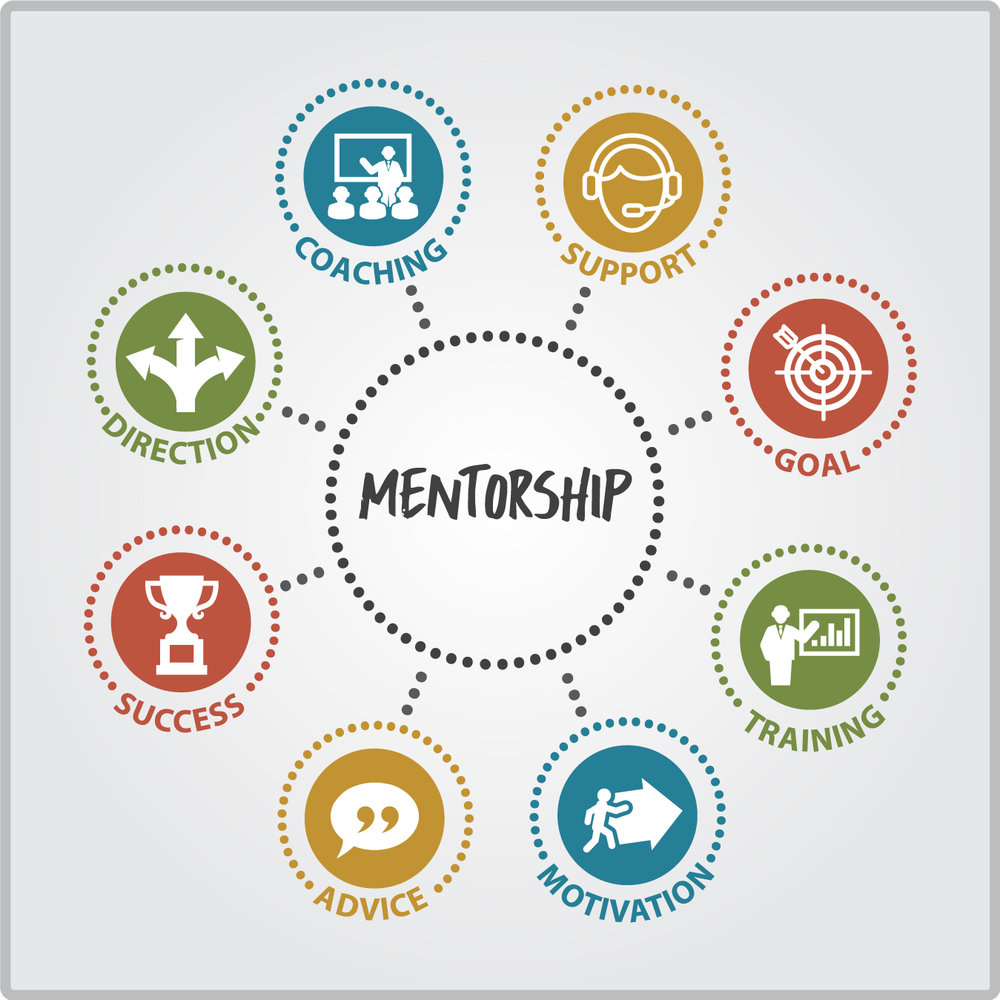 COACHING
SUPPORT
DIRECTION
GOAL
MENTORSHIP
SUCCESS
TRAINING
ADVICE
MOTIVATION